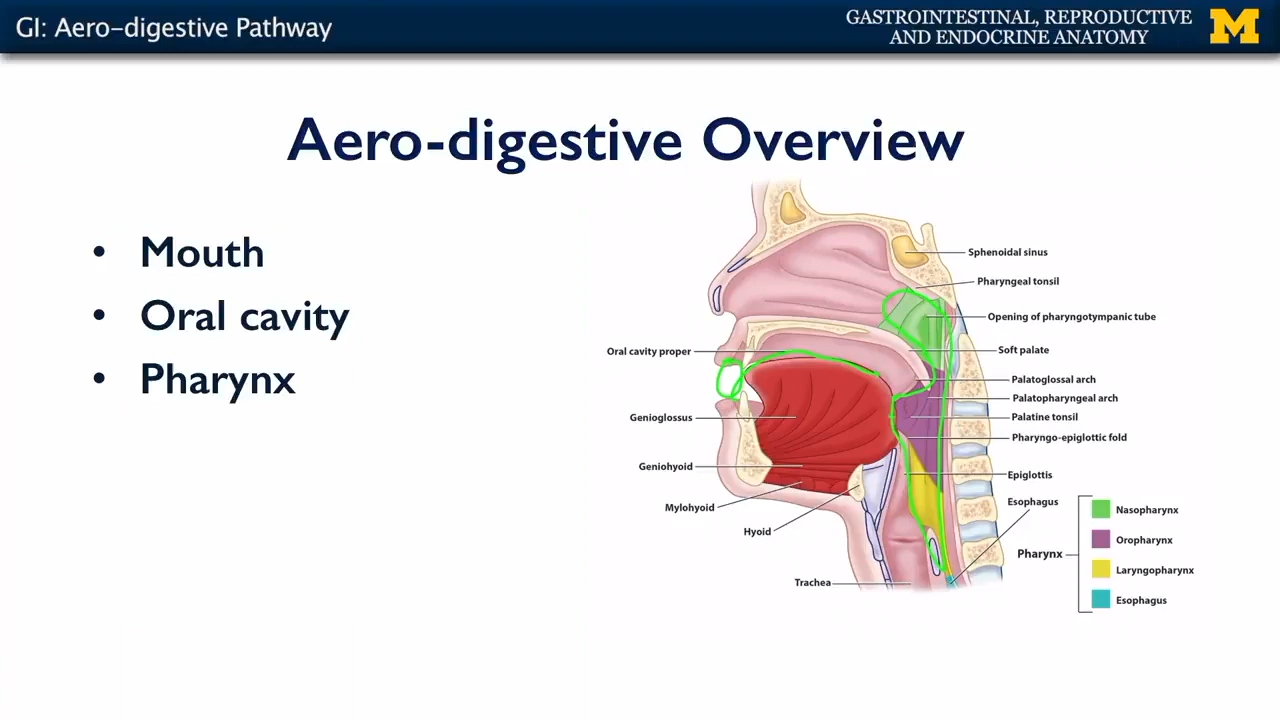 GI: Aero-digestive Pathway
GASTROINTESTINAL, REPRODUCTIVE
AND ENDOCRINE ANATOMY
M
Aero-digestive Overview
• Mouth
• Oral cavity
• Pharynx
Sphenoidal sinus
Pharyngeal tonsil
Opening of pharyngotympanic tube
Soft palate
Oral cavity proper
Palatoglossal arch
Palatopharyngeal arch
Palatine tonsil
Genioglossus
Pharyngo-epiglottic fold
Geniohyoid
Epiglottis
Mylohyoid
Esophagus
Hyoid
Trachea
Pharynx
Nasopharynx
Oropharynx
Laryngopharynx
Esophagus